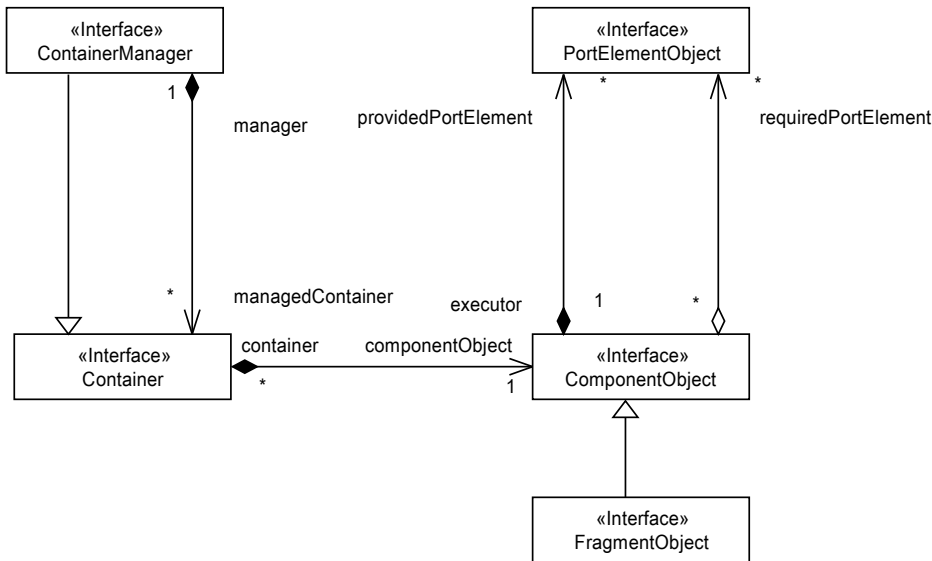 «Interface»
ContainerManager
«Interface»
PortElementObject
1
*
*
manager
providedPortElement
requiredPortElement
*
managedContainer
executor
1
*
«Interface»
Container
container
componentObject
*
1
«Interface»
ComponentObject
«Interface»
FragmentObject